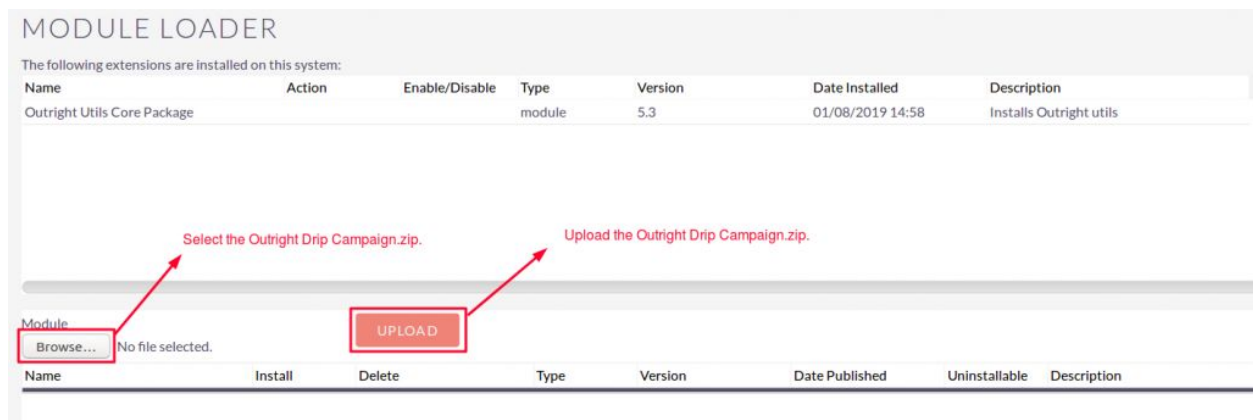 MODULE LOADER
The following extensions are installed on this system:
Name Action Enable/Disable Type Version Date Installed Description
Outright Utils Core Package module 5.3 01/08/2019 14:58 Installs Outright utils
Select the Outright Drip Campaign.zip.
Upload the Outright Drip Campaign.zip.
Module
UPLOAD
Browse... No file selected.
Name Install Delete Type Version Date Published Uninstallable Description